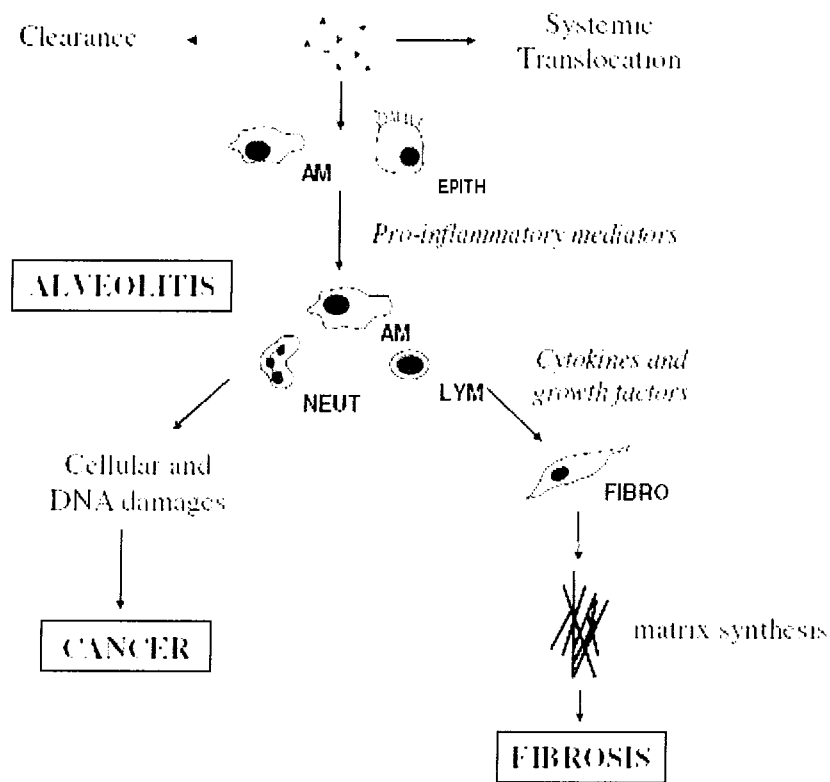 Clearance
Systemic
Translocation
AM
EPITH
Pro-inflammatory mediators
ALVEOLITIS
AM
NEUT
LYM
Cytokines and
growth factors
Cellular and
DNA damages
FIBRO
CANCER
matrix synthesis
FIBROSIS